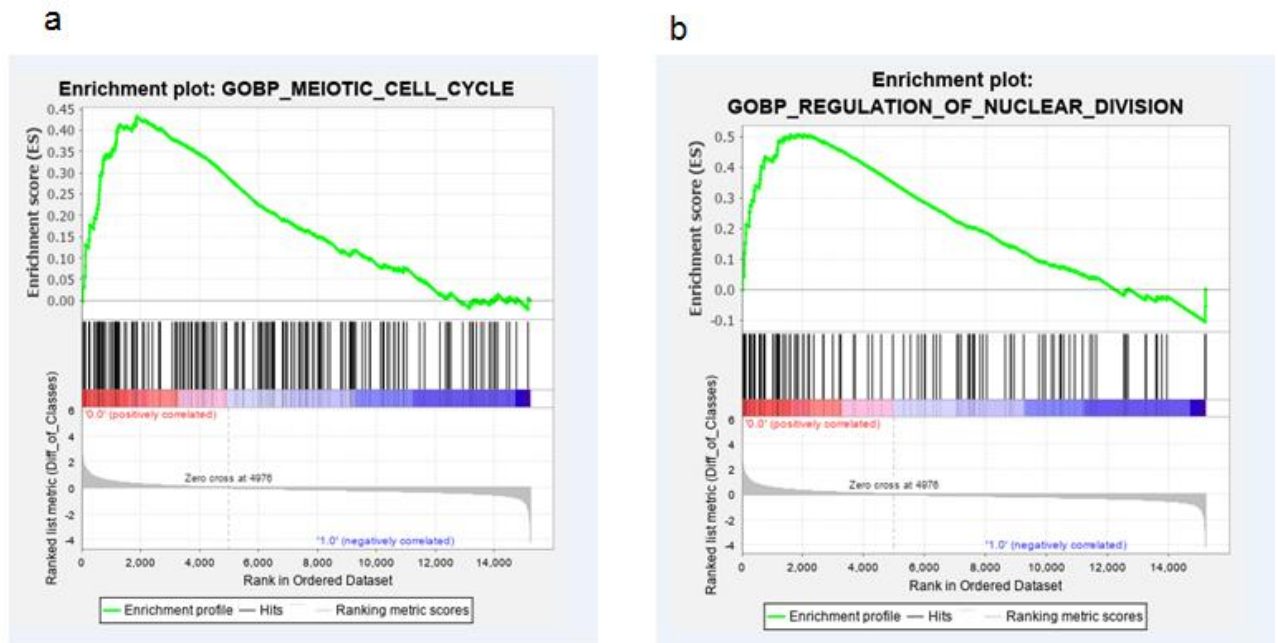 a
Enrichment plot: GOBP_MEIOTIC_CELL_CYCLE
Enrichment score (ES)
0.45
0.40
0.35
0.30
0.25
0.20
0.15
0.10
0.05
0.00
'0.0' (positively correlated)
Ranked list metric (Diff_of_Classes)
6
4
2
0
-2
-4
Zero cross at 4976
'1.0' (negatively correlated)
0
2,000
4,000
6,000
8,000
10,000
12,000
14,000
Rank in Ordered Dataset
Enrichment profile
Hits
Ranking metric scores
b
Enrichment plot:
GOBP_REGULATION_OF_NUCLEAR_DIVISION
Enrichment score (ES)
0.5
0.4
0.3
0.2
0.1
0.0
-0.1
'0.0' (positively correlated)
Ranked list metric (Diff_of_Classes)
6
4
2
0
-2
-4
Zero cross at 4976
'1.0' (negatively correlated)
0
2,000
4,000
6,000
8,000
10,000
12,000
14,000
Rank in Ordered Dataset
Enrichment profile
Hits
Ranking metric scores